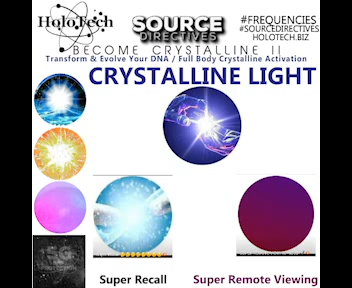 HoloTech
SOURCE
DIRECTIVES
#FREQUENCIES
#SOURCEDIRECTIVES
HOLOTECH.BIZ
BECOME CRYSTALLINE II
Transform & Evolve Your DNA / Full Body Crystalline Activation
CRYSTALLINE LIGHT
5G
Super Recall
Super Remote Viewing